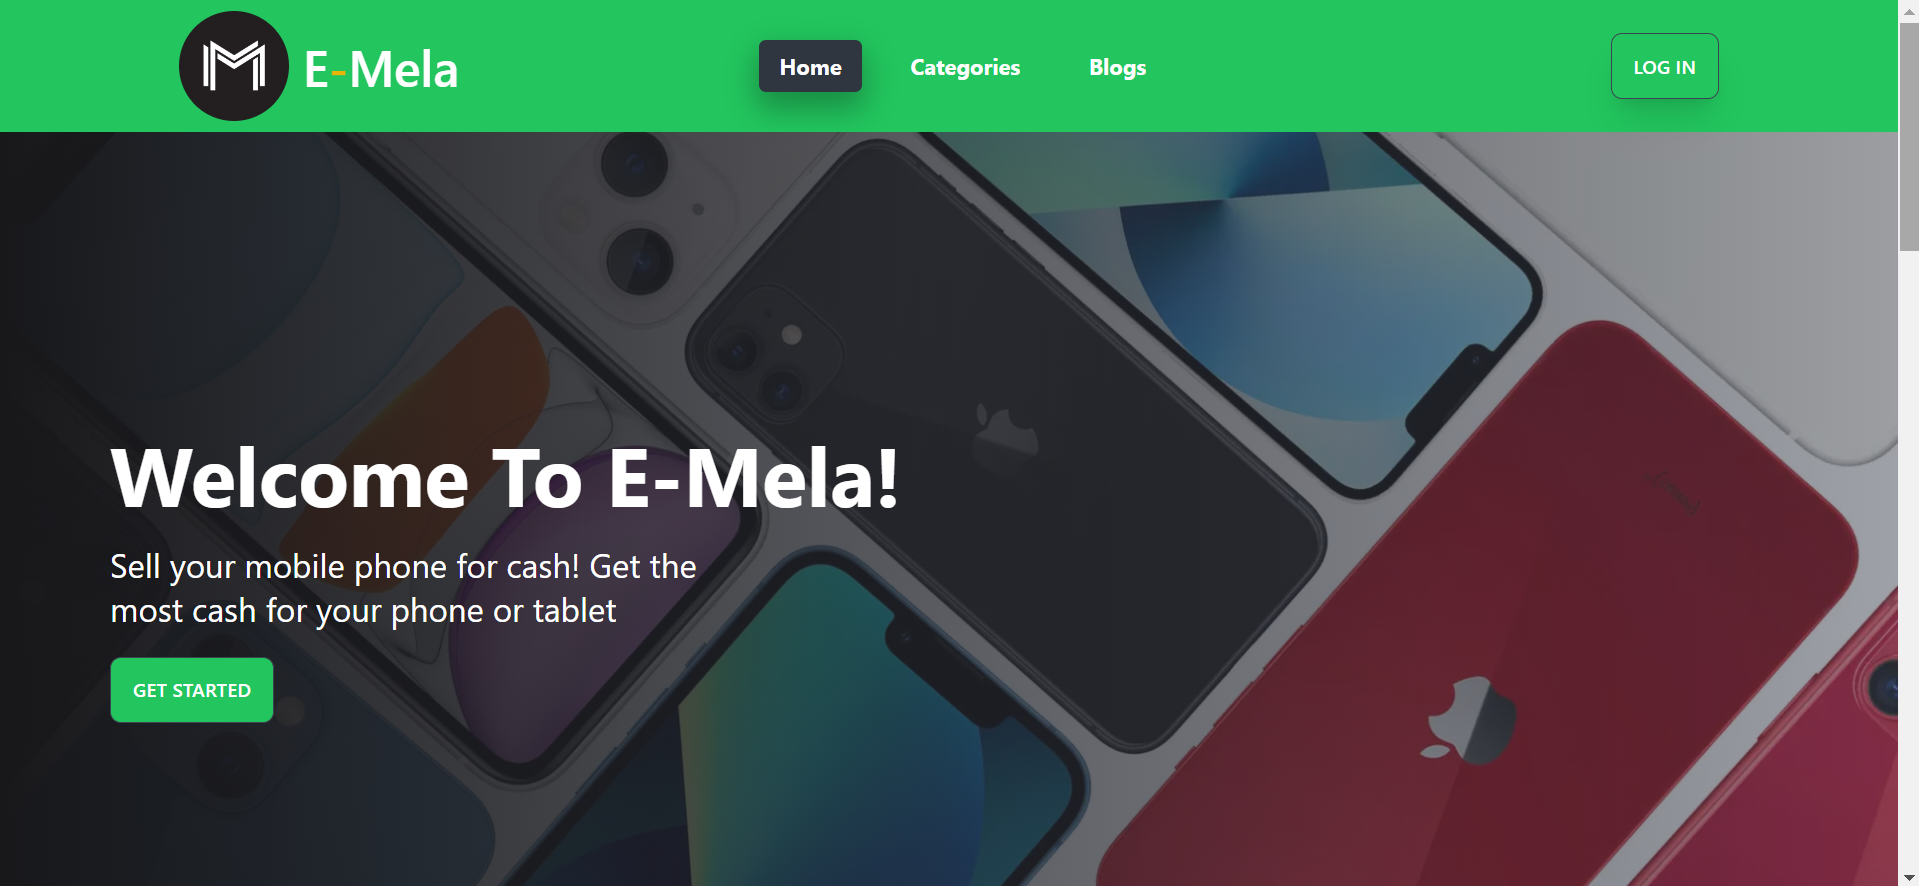 E-Mela
Home
Categories
Blogs
LOG IN
Welcome To E-Mela!
Sell your mobile phone for cash! Get the
most cash for your phone or tablet
GET STARTED